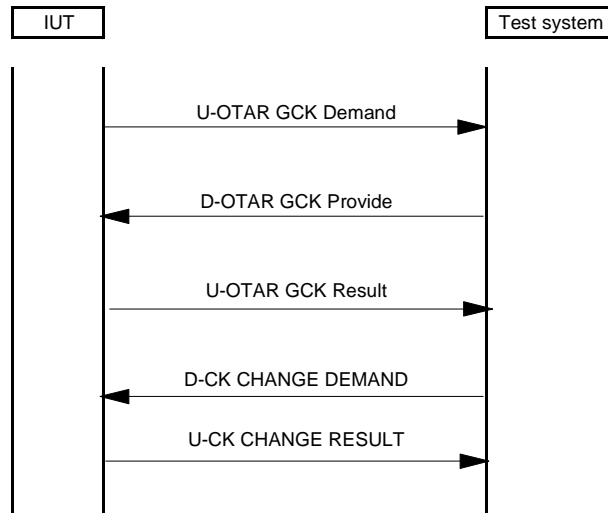 IUT
Test system
U-OTAR GCK Demand
D-OTAR GCK Provide
U-OTAR GCK Result
D-CK CHANGE DEMAND
U-CK CHANGE RESULT